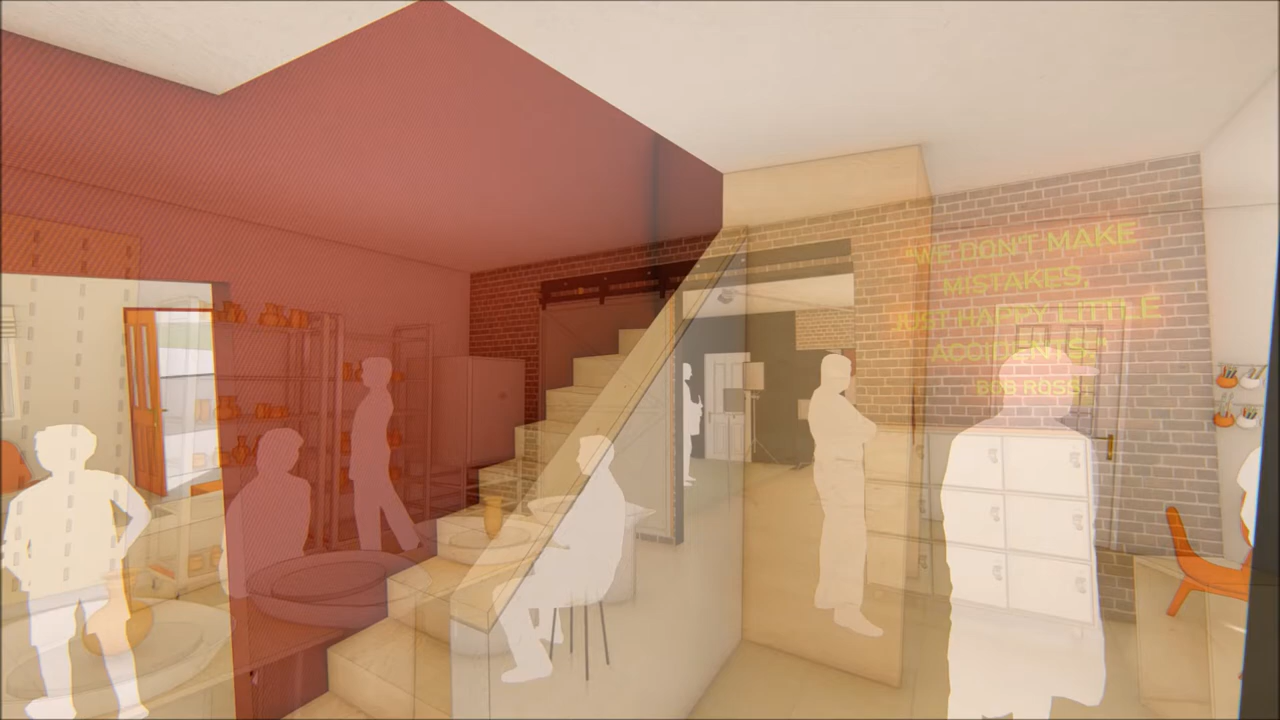 "WE DON'T MAKE
MISTAKES,
JUST HAPPY LITTLE
ACCIDENTS."
BOB ROSS